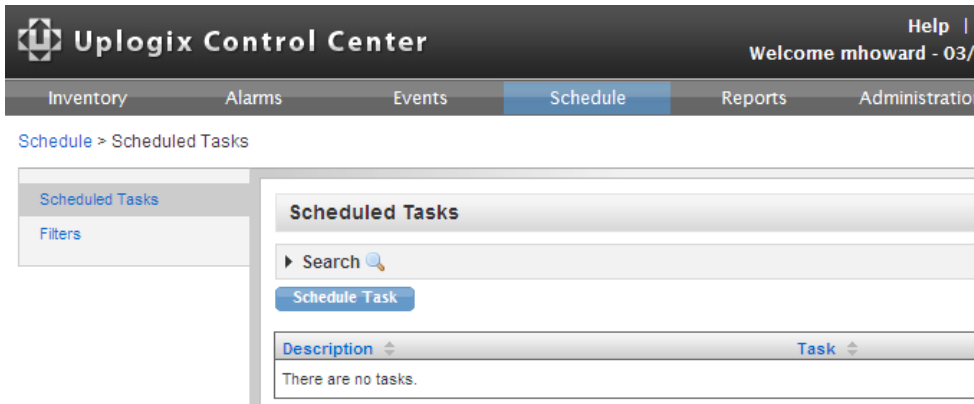 Uplogix Control Center
Help |
Welcome mhoward - 03/
Inventory Alarms Events Schedule Reports Administratio
Schedule > Scheduled Tasks
Scheduled Tasks
Filters
Scheduled Tasks
Search
Schedule Task
Description Task
There are no tasks.